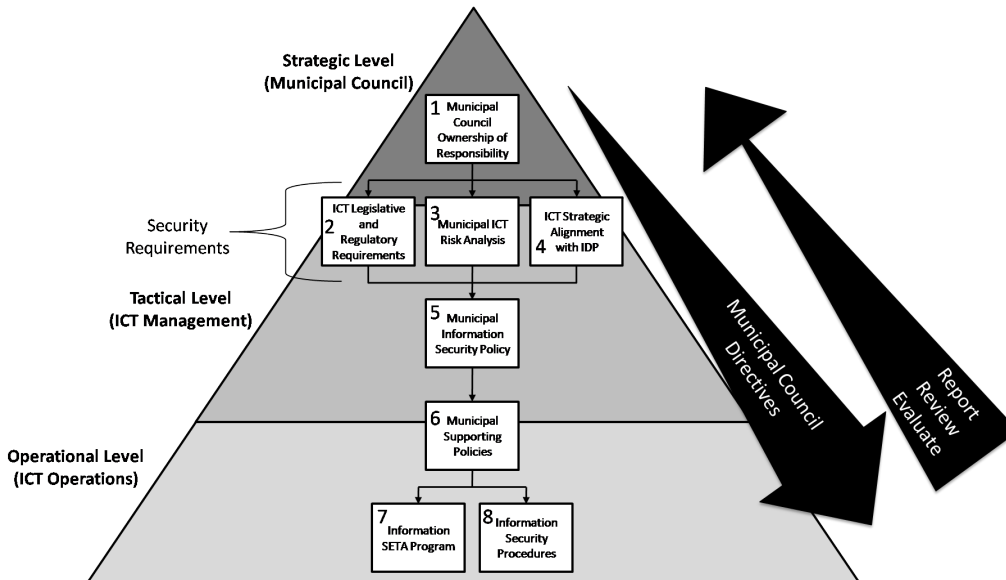 Strategic Level
(Municipal Council)
1 Municipal
Council
Ownership of
Responsibility
Security
Requirements
ICT Legislative
2 and
Regulatory
Requirements
3 Municipal ICT
Risk Analysis
ICT Strategic
Alignment
4 with IDP
Tactical Level
(ICT Management)
5 Municipal
Information
Security Policy
6 Municipal
Supporting
Policies
Operational Level
(ICT Operations)
7 Information
SETA Program
8 Information
Security
Procedures
Municipal Council
Directives
Report
Review
Evaluate